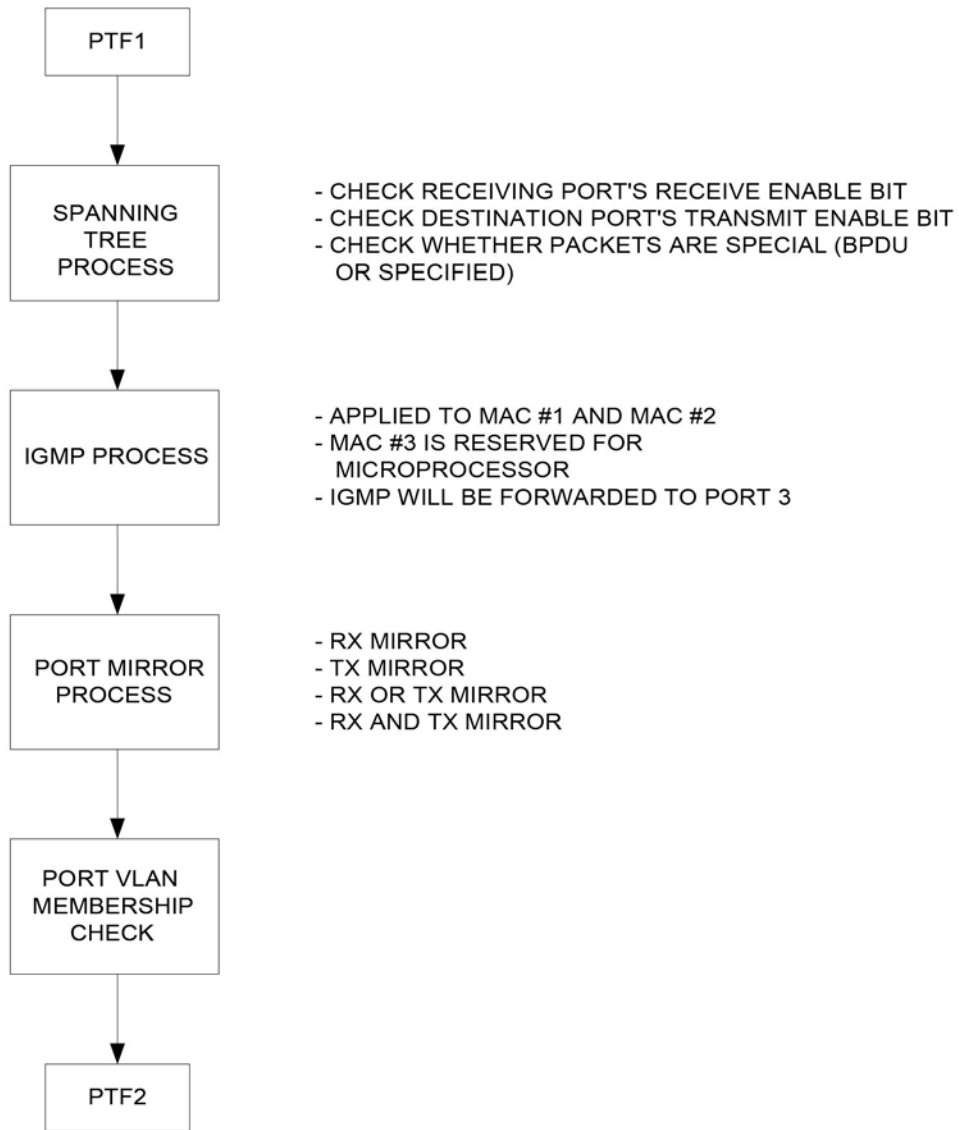 PTF1
SPANNING
TREE
PROCESS
- CHECK RECEIVING PORT'S RECEIVE ENABLE BIT
- CHECK DESTINATION PORT'S TRANSMIT ENABLE BIT
- CHECK WHETHER PACKETS ARE SPECIAL (BPDU
OR SPECIFIED)
IGMP PROCESS
- APPLIED TO MAC #1 AND MAC #2
- MAC #3 IS RESERVED FOR
MICROPROCESSOR
- IGMP WILL BE FORWARDED TO PORT 3
PORT MIRROR
PROCESS
- RX MIRROR
- TX MIRROR
- RX OR TX MIRROR
- RX AND TX MIRROR
PORT VLAN
MEMBERSHIP
CHECK
PTF2